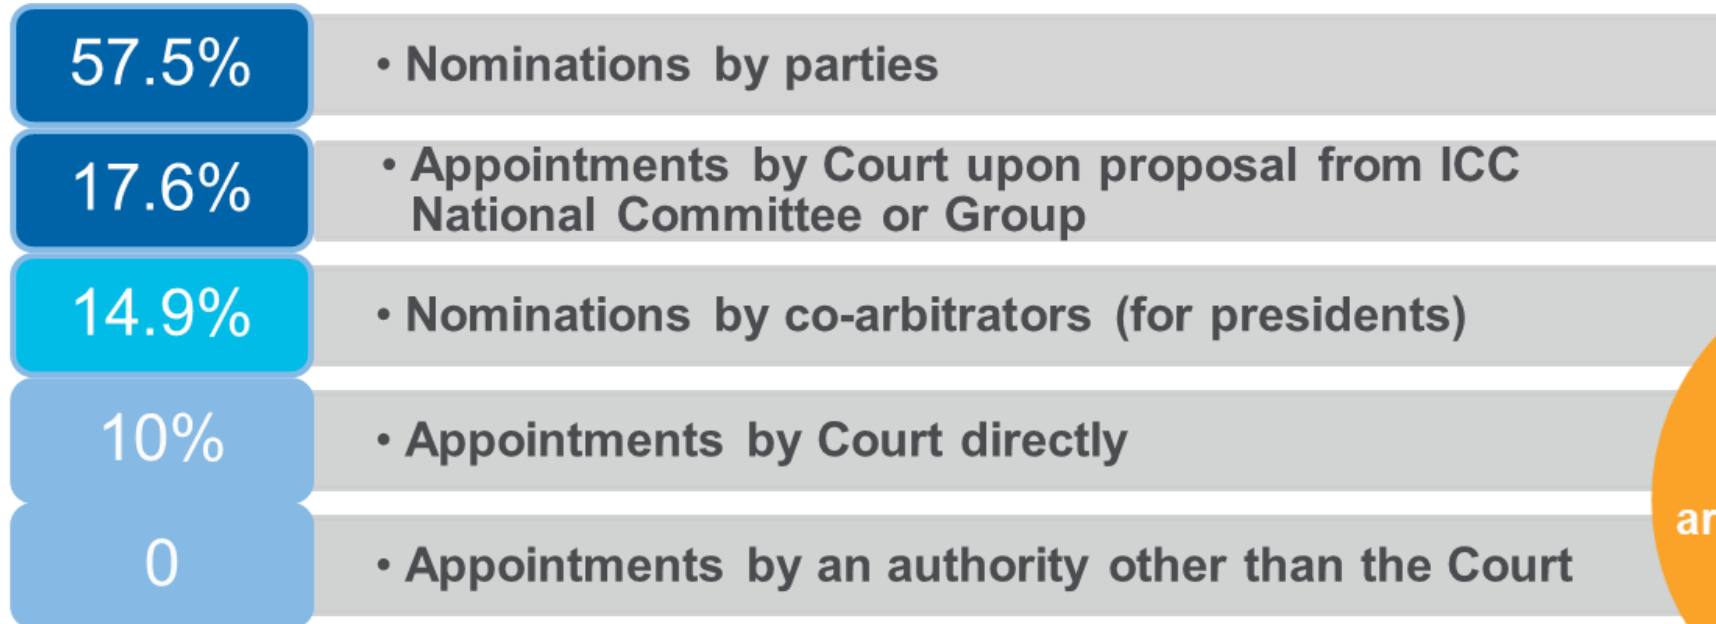 57.5%
• Nominations by parties
17.6%
• Appointments by Court upon proposal from ICC
National Committee or Group
14.9%
• Nominations by co-arbitrators (for presidents)
10%
• Appointments by Court directly
0
• Appointments by an authority other than the Court